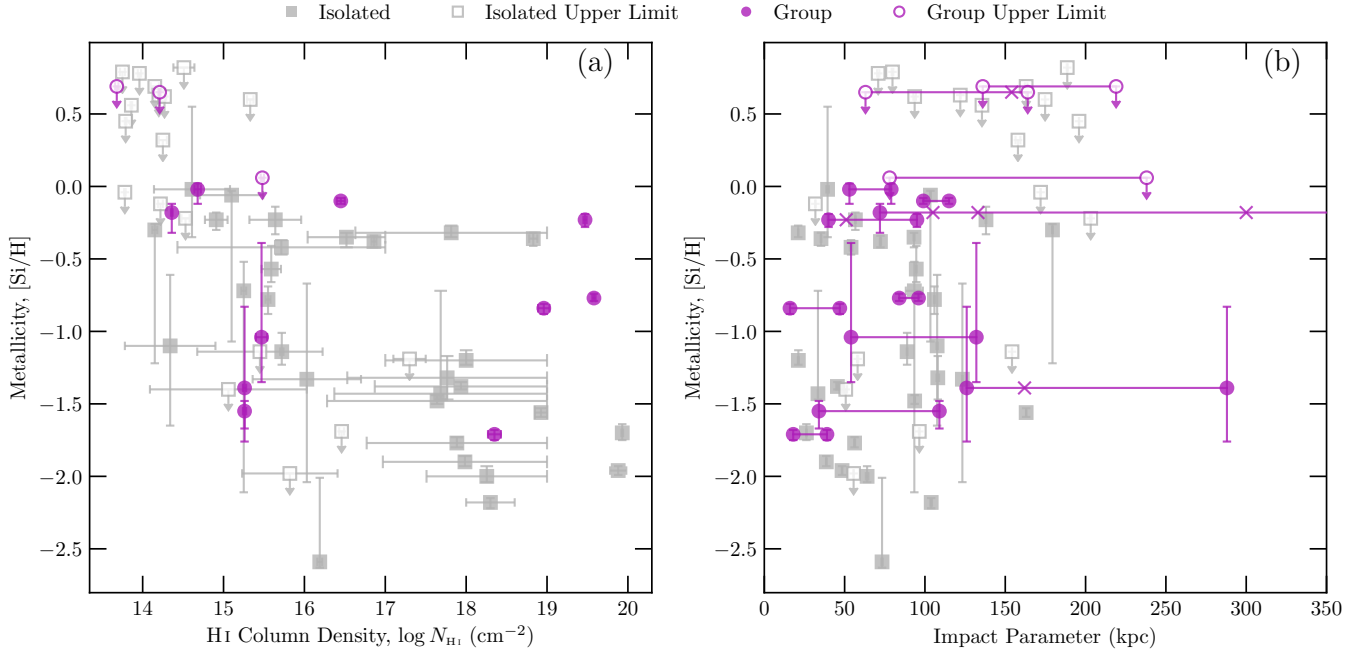 Isolated Isolated Upper Limit Group Group Upper Limit
(a) (b)
Metallicity, [Si/H]
0.5
0.0
−0.5
−1.0
−1.5
−2.0
−2.5
14 15 16 17 18 19 20
HI Column Density, log N_HI (cm⁻²)
Metallicity, [Si/H]
0.5
0.0
−0.5
−1.0
−1.5
−2.0
−2.5
0 50 100 150 200 250 300 350
Impact Parameter (kpc)